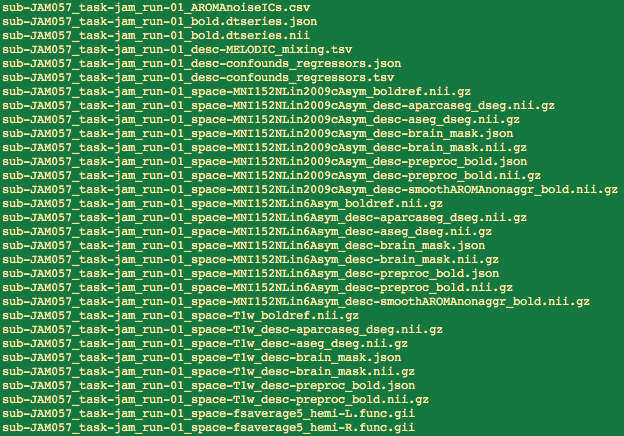 sub-JAM057_task-jam_run-01_AROMAnoiseICs.csv
sub-JAM057_task-jam_run-01_bold.dtseries.json
sub-JAM057_task-jam_run-01_bold.dtseries.nii
sub-JAM057_task-jam_run-01_desc-MELODIC_mixing.tsv
sub-JAM057_task-jam_run-01_desc-confounds_regressors.json
sub-JAM057_task-jam_run-01_desc-confounds_regressors.tsv
sub-JAM057_task-jam_run-01_space-MNI152NLin2009cAsym_boldref.nii.gz
sub-JAM057_task-jam_run-01_space-MNI152NLin2009cAsym_desc-aparcaseg_dseg.nii.gz
sub-JAM057_task-jam_run-01_space-MNI152NLin2009cAsym_desc-aseg_dseg.nii.gz
sub-JAM057_task-jam_run-01_space-MNI152NLin2009cAsym_desc-brain_mask.json
sub-JAM057_task-jam_run-01_space-MNI152NLin2009cAsym_desc-brain_mask.nii.gz
sub-JAM057_task-jam_run-01_space-MNI152NLin2009cAsym_desc-preproc_bold.json
sub-JAM057_task-jam_run-01_space-MNI152NLin2009cAsym_desc-preproc_bold.nii.gz
sub-JAM057_task-jam_run-01_space-MNI152NLin2009cAsym_desc-smoothAROMAnonaggr_bold.nii.gz
sub-JAM057_task-jam_run-01_space-MNI152NLin6Asym_boldref.nii.gz
sub-JAM057_task-jam_run-01_space-MNI152NLin6Asym_desc-aparcaseg_dseg.nii.gz
sub-JAM057_task-jam_run-01_space-MNI152NLin6Asym_desc-aseg_dseg.nii.gz
sub-JAM057_task-jam_run-01_space-MNI152NLin6Asym_desc-brain_mask.json
sub-JAM057_task-jam_run-01_space-MNI152NLin6Asym_desc-brain_mask.nii.gz
sub-JAM057_task-jam_run-01_space-MNI152NLin6Asym_desc-preproc_bold.json
sub-JAM057_task-jam_run-01_space-MNI152NLin6Asym_desc-preproc_bold.nii.gz
sub-JAM057_task-jam_run-01_space-MNI152NLin6Asym_desc-smoothAROMAnonaggr_bold.nii.gz
sub-JAM057_task-jam_run-01_space-T1w_boldref.nii.gz
sub-JAM057_task-jam_run-01_space-T1w_desc-aparcaseg_dseg.nii.gz
sub-JAM057_task-jam_run-01_space-T1w_desc-aseg_dseg.nii.gz
sub-JAM057_task-jam_run-01_space-T1w_desc-brain_mask.json
sub-JAM057_task-jam_run-01_space-T1w_desc-brain_mask.nii.gz
sub-JAM057_task-jam_run-01_space-T1w_desc-preproc_bold.json
sub-JAM057_task-jam_run-01_space-T1w_desc-preproc_bold.nii.gz
sub-JAM057_task-jam_run-01_space-fsaverage5_hemi-L.func.gii
sub-JAM057_task-jam_run-01_space-fsaverage5_hemi-R.func.gii